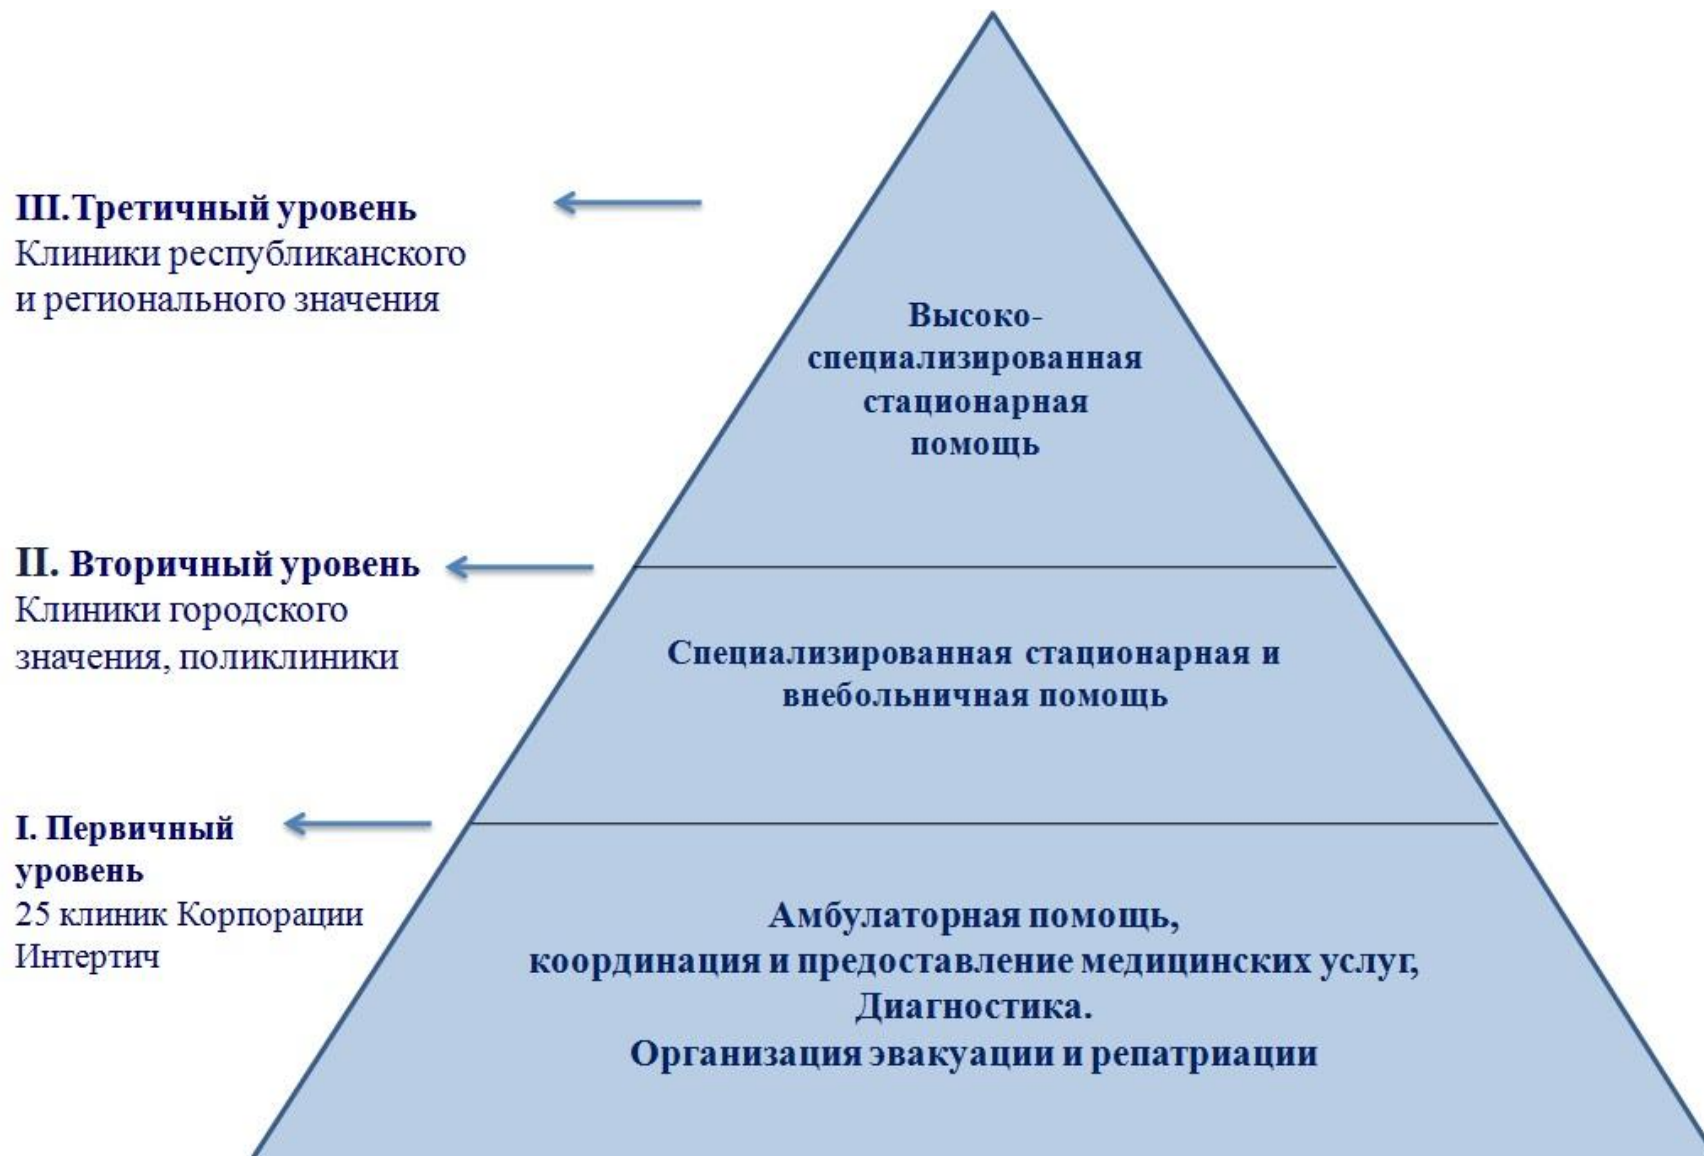 III.Третичный уровень
Клиники республиканского
и регионального значения
Высоко-
специализированная
стационарная
помощь
II. Вторичный уровень
Клиники городского
значения, поликлиники
Специализированная стационарная и
внебольничная помощь
I. Первичный
уровень
25 клиник Корпорации
Интертич
Амбулаторная помощь,
координация и предоставление медицинских услуг,
Диагностика.
Организация эвакуации и репатриации